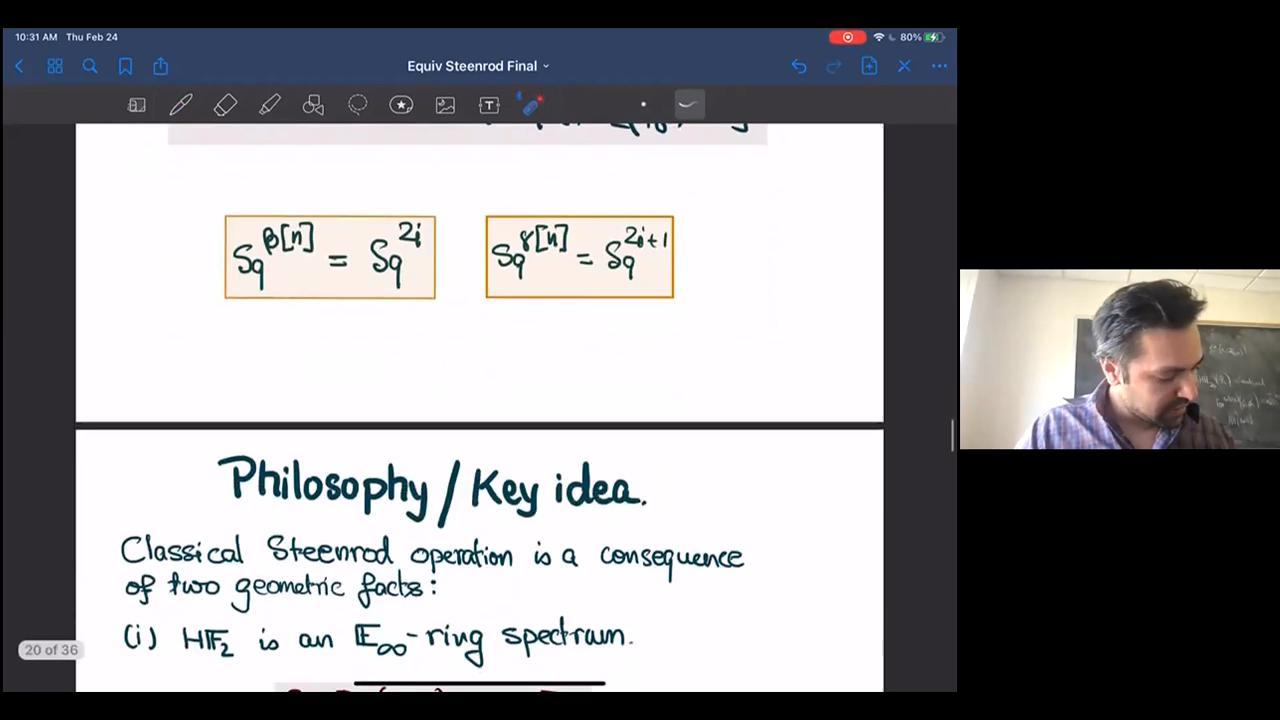 10:31 AM Thu Feb 24
80%
Equiv Steenrod Final
Sq^{β[n]} = Sq^{2i}
Sq^{γ[n]} = Sq^{2i+1}
Philosophy / Key idea.
Classical Steenrod operation is a consequence
of two geometric facts:
(i) HF₂ is an E∞-ring spectrum.
20 of 36